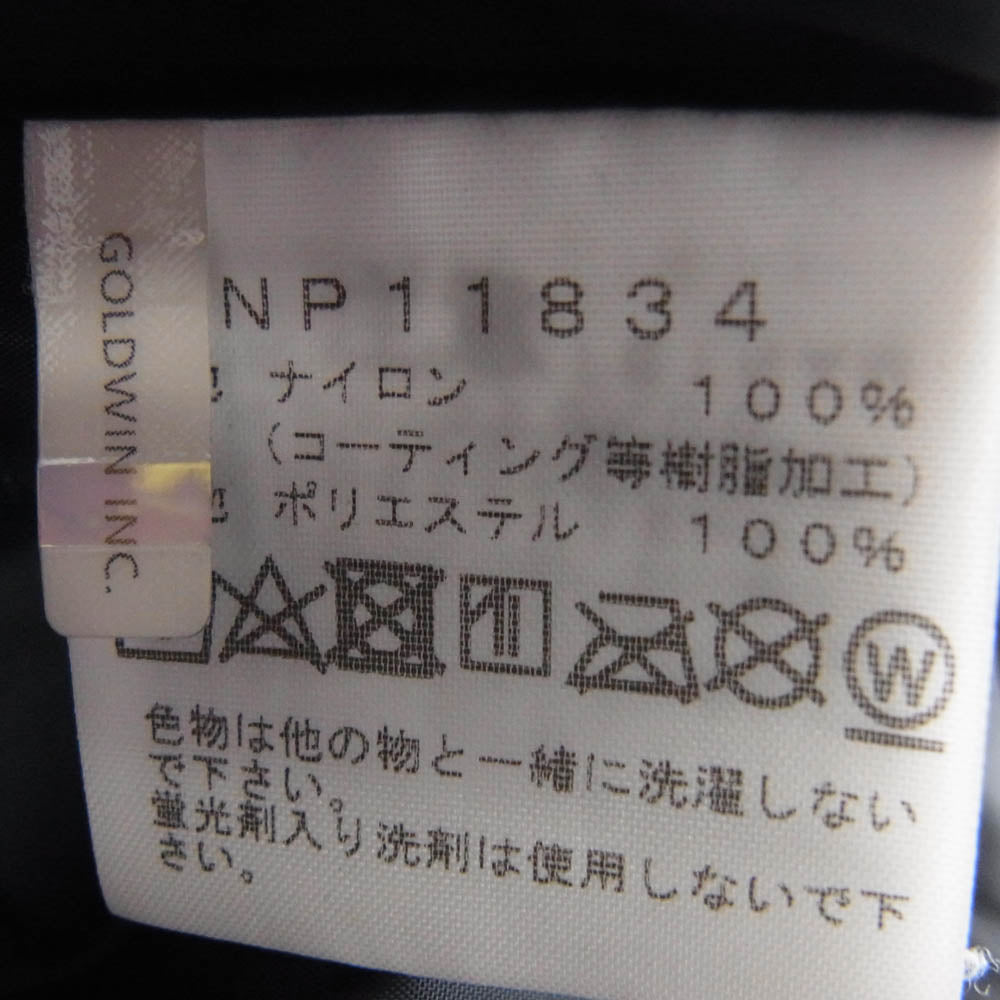 GOLDWIN INC.
NP11834
ナイロン 100%
(コーティング等樹脂加工)
ポリエステル 100%
W
色物は他の物と一緒に洗濯しない
で下さい。
蛍光剤入り洗剤は使用しないで下
さい。